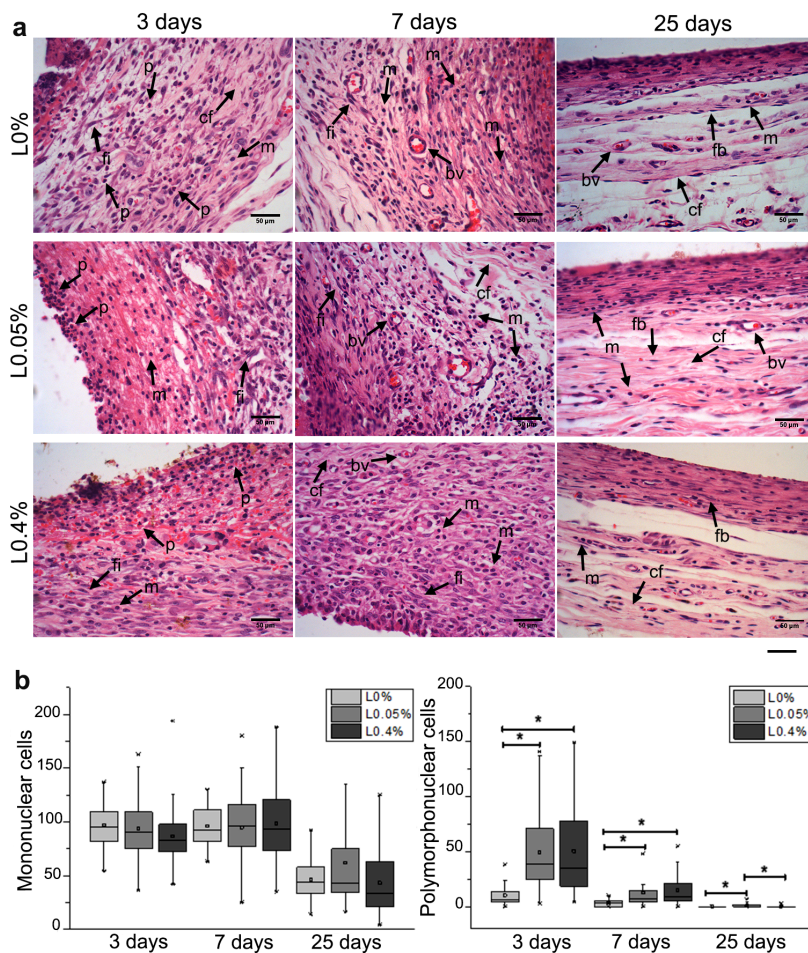 3 days 7 days 25 days
a
L0%
p
p
p
fi
cf
m
50 µm
m
m
m
fi
bv
50 µm
bv
fb
m
cf
50 µm
L0.05%
p
p
m
fi
50 µm
fi
bv
cf
m
50 µm
m
fb
cf
bv
50 µm
L0.4%
p
p
fi
m
50 µm
cf
bv
m
m
fi
50 µm
m
cf
fb
50 µm
b
Mononuclear cells
200
150
100
50
0
L0%
L0.05%
L0.4%
3 days 7 days 25 days
Polymorphonuclear cells
200
150
100
50
0
L0%
L0.05%
L0.4%
* *
* *
* *
3 days 7 days 25 days